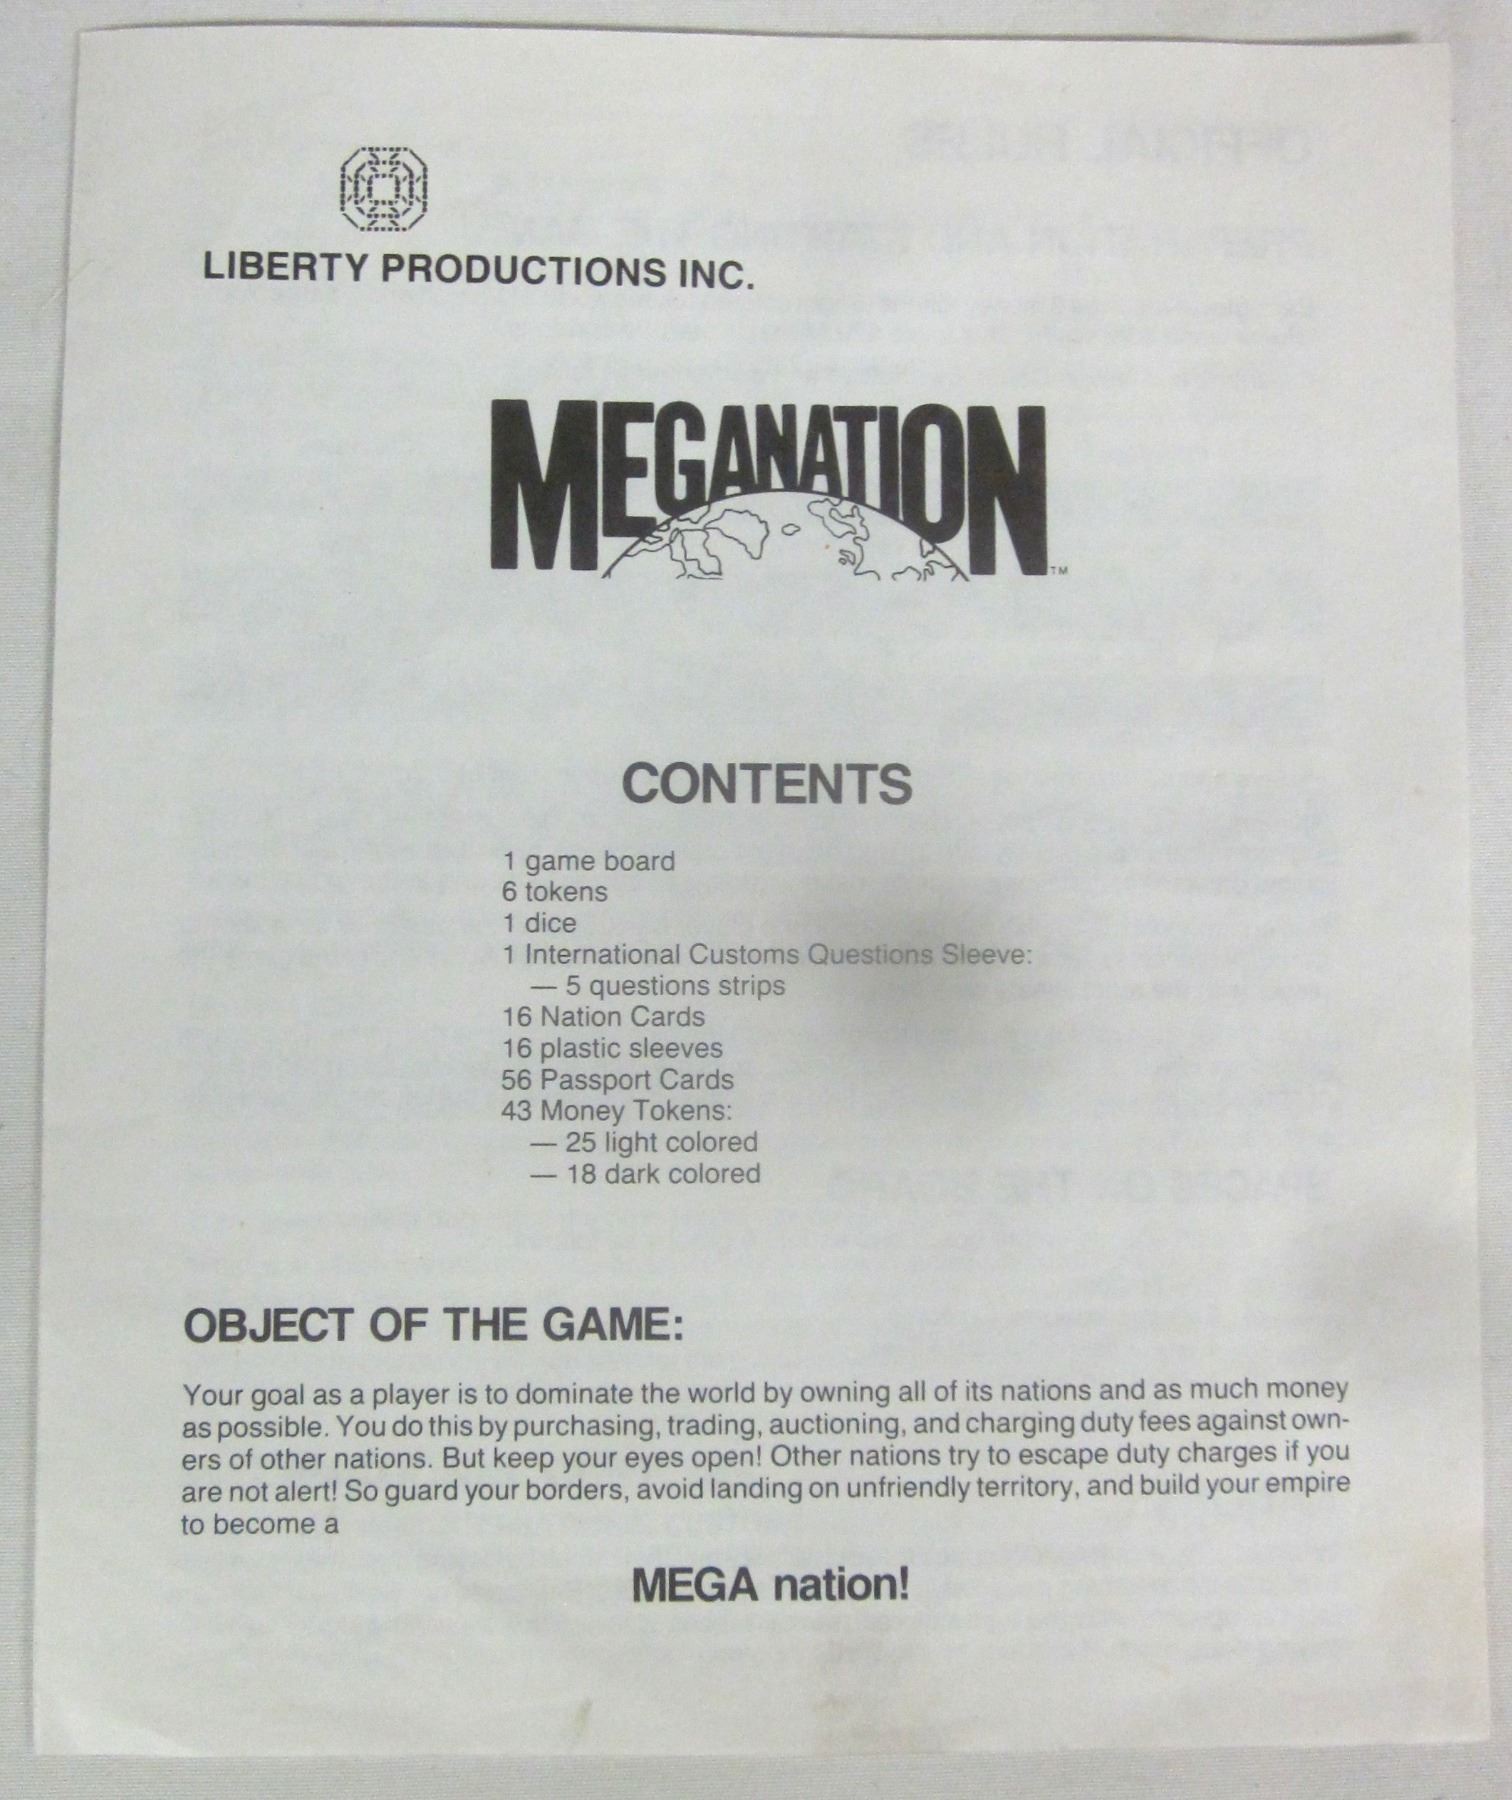 LIBERTY PRODUCTIONS INC.
MEGANATION™
CONTENTS
1 game board
6 tokens
1 dice
1 International Customs Questions Sleeve:
— 5 questions strips
16 Nation Cards
16 plastic sleeves
56 Passport Cards
43 Money Tokens:
— 25 light colored
— 18 dark colored
OBJECT OF THE GAME:
Your goal as a player is to dominate the world by owning all of its nations and as much money
as possible. You do this by purchasing, trading, auctioning, and charging duty fees against own-
ers of other nations. But keep your eyes open! Other nations try to escape duty charges if you
are not alert! So guard your borders, avoid landing on unfriendly territory, and build your empire
to become a
MEGA nation!